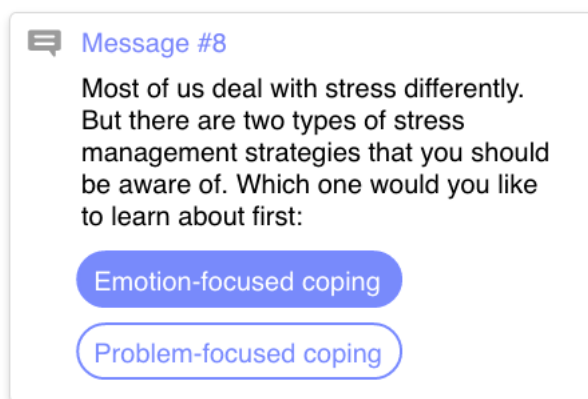 Message #8
Most of us deal with stress differently.
But there are two types of stress
management strategies that you should
be aware of. Which one would you like
to learn about first:
Emotion-focused coping
Problem-focused coping